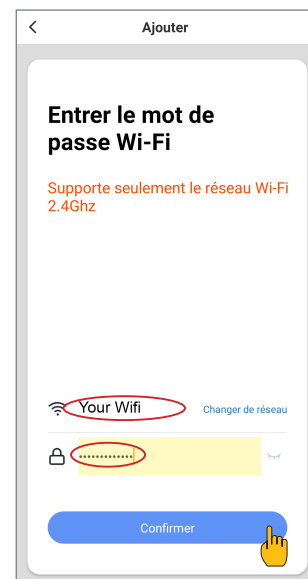 Ajouter
Entrer le mot de
passe Wi-Fi
Supporte seulement le réseau Wi-Fi
2.4Ghz
Your Wifi
Changer de réseau
••••••••••••
Confirmer